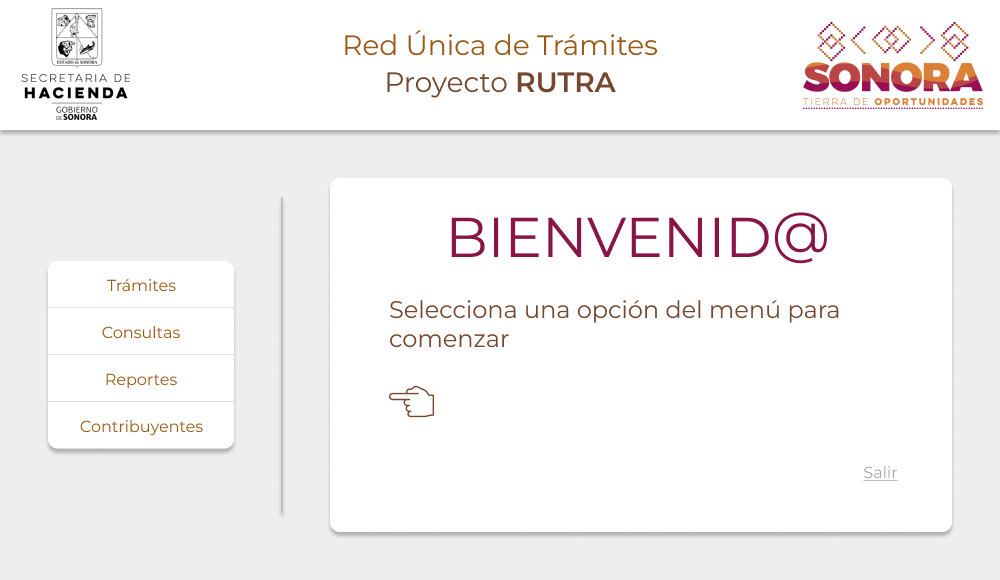 ESTADO de SONORA
SECRETARIA DE
HACIENDA
GOBIERNO
DE SONORA
Red Única de Trámites
Proyecto RUTRA
SONORA
TIERRA DE OPORTUNIDADES
Trámites
Consultas
Reportes
Contribuyentes
BIENVENID@
Selecciona una opción del menú para
comenzar
Salir